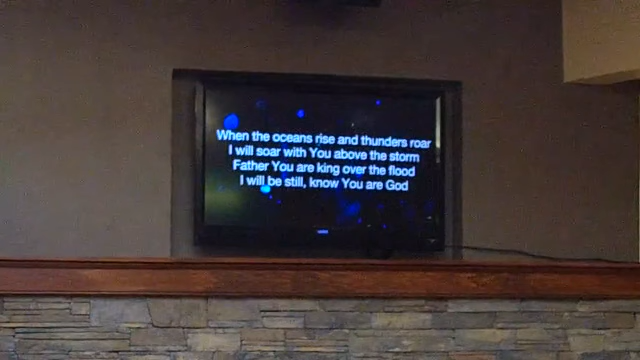 When the oceans rise and thunders roar
I will soar with You above the storm
Father You are king over the flood
I will be still, know You are God